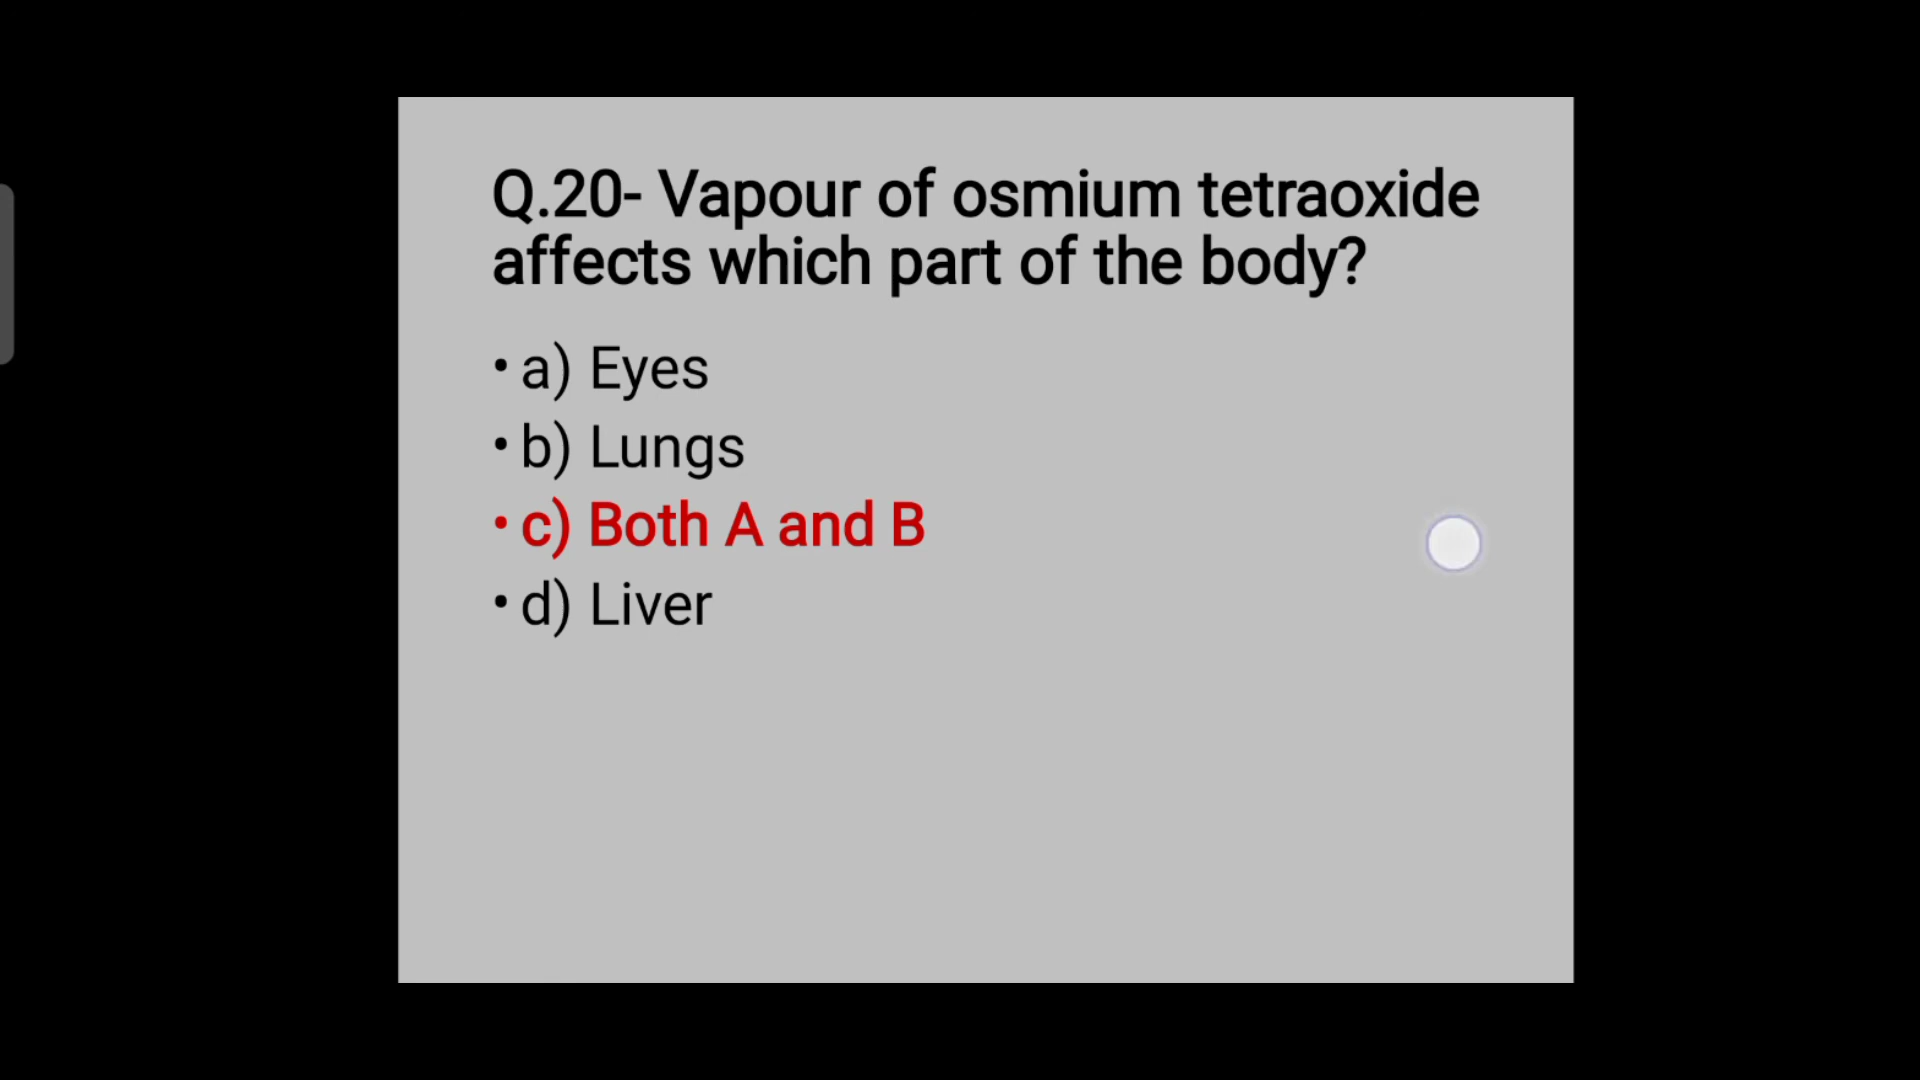 Q.20- Vapour of osmium tetraoxide
affects which part of the body?
• a) Eyes
• b) Lungs
• c) Both A and B
• d) Liver